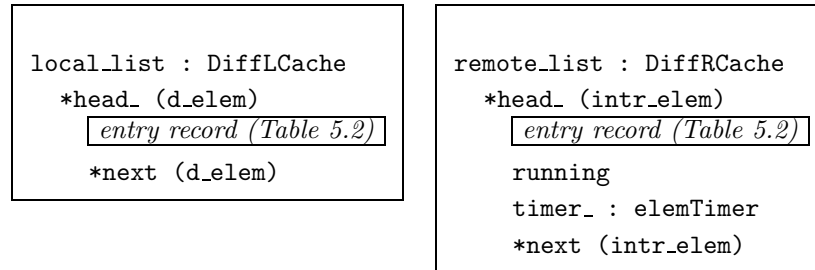 local_list : DiffLCache
*head_ (d_elem)
entry record (Table 5.2)
*next (d_elem)
remote_list : DiffRCache
*head_ (intr_elem)
entry record (Table 5.2)
running
timer_ : elemTimer
*next (intr_elem)